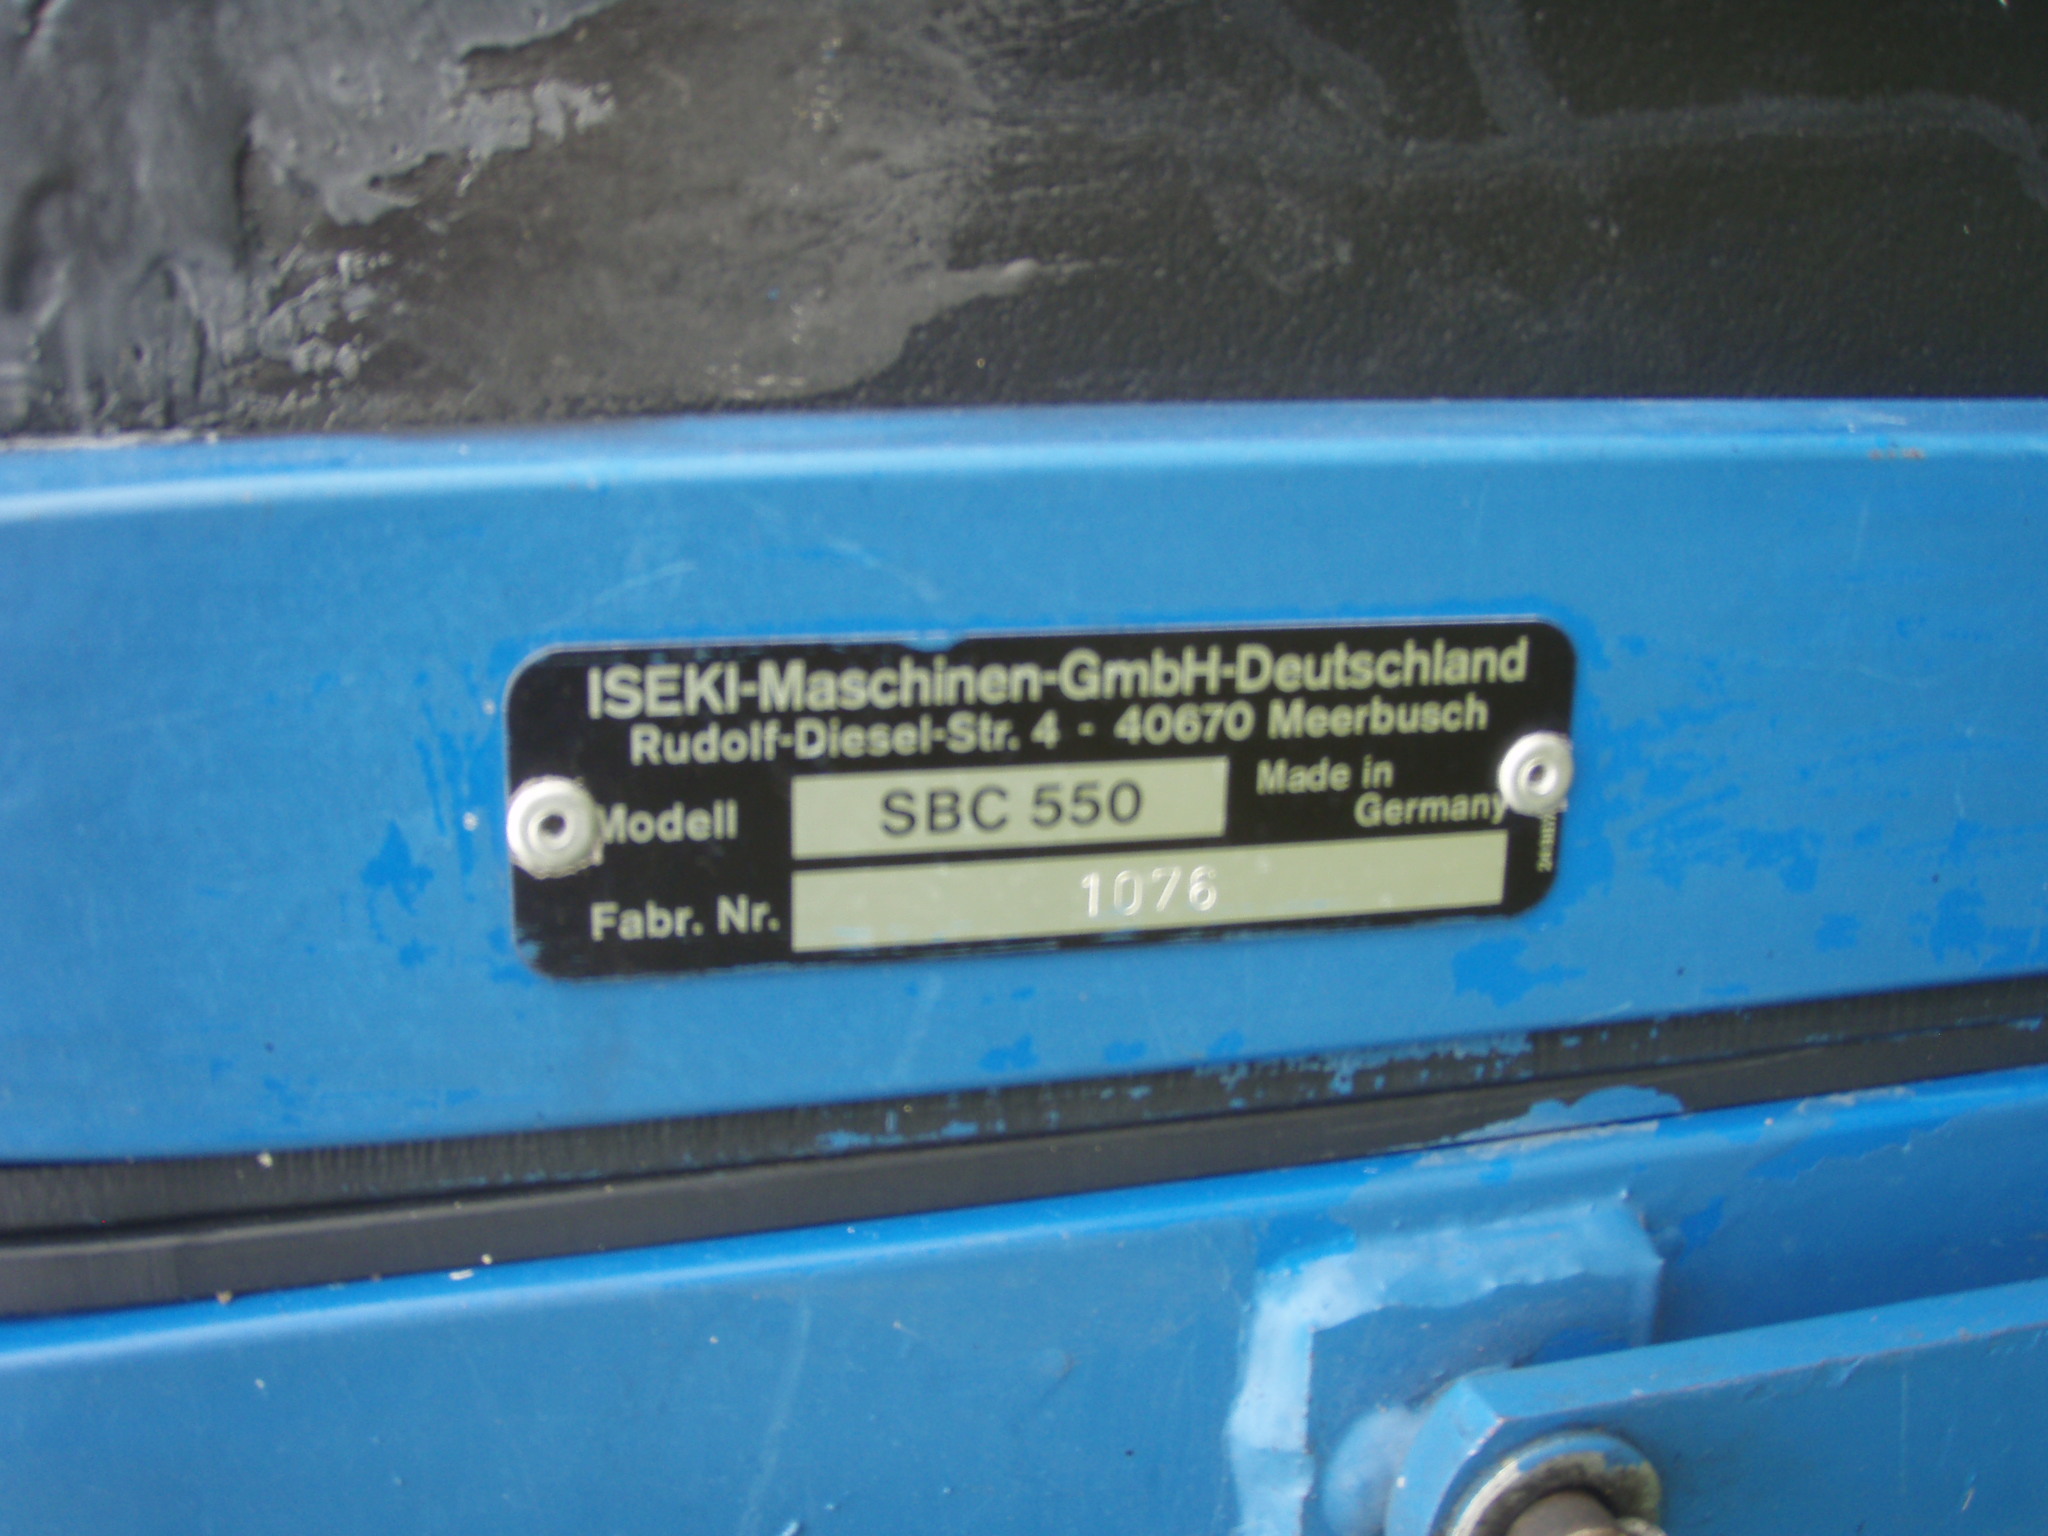 ISEKI-Maschinen-GmbH-Deutschland
Rudolf-Diesel-Str. 4 - 40670 Meerbusch
Modell SBC 550 Made in
Germany
Fabr. Nr. 1076